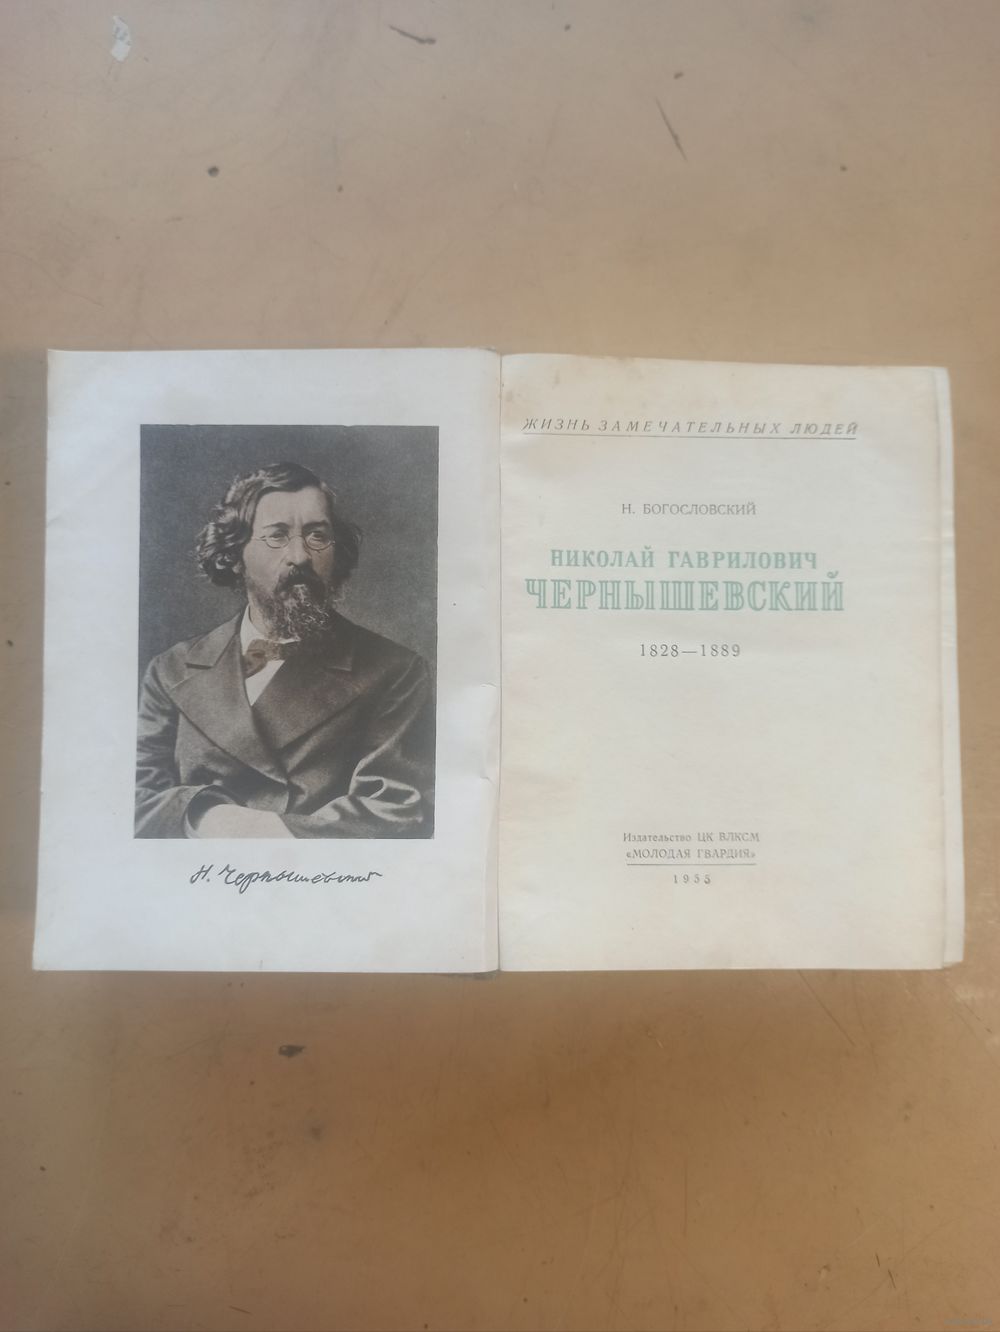 Н. Чернышевский
ЖИЗНЬ ЗАМЕЧАТЕЛЬНЫХ ЛЮДЕЙ
Н. БОГОСЛОВСКИЙ
НИКОЛАЙ ГАВРИЛОВИЧ
ЧЕРНЫШЕВСКИЙ
1828—1889
Издательство ЦК ВЛКСМ
«МОЛОДАЯ ГВАРДИЯ»
1955